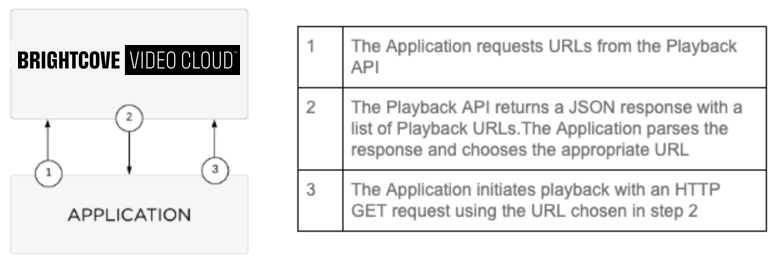 BRIGHTCOVE VIDEO CLOUD™
2
1
3
APPLICATION
1 The Application requests URLs from the Playback
API
2 The Playback API returns a JSON response with a
list of Playback URLs.The Application parses the
response and chooses the appropriate URL
3 The Application initiates playback with an HTTP
GET request using the URL chosen in step 2